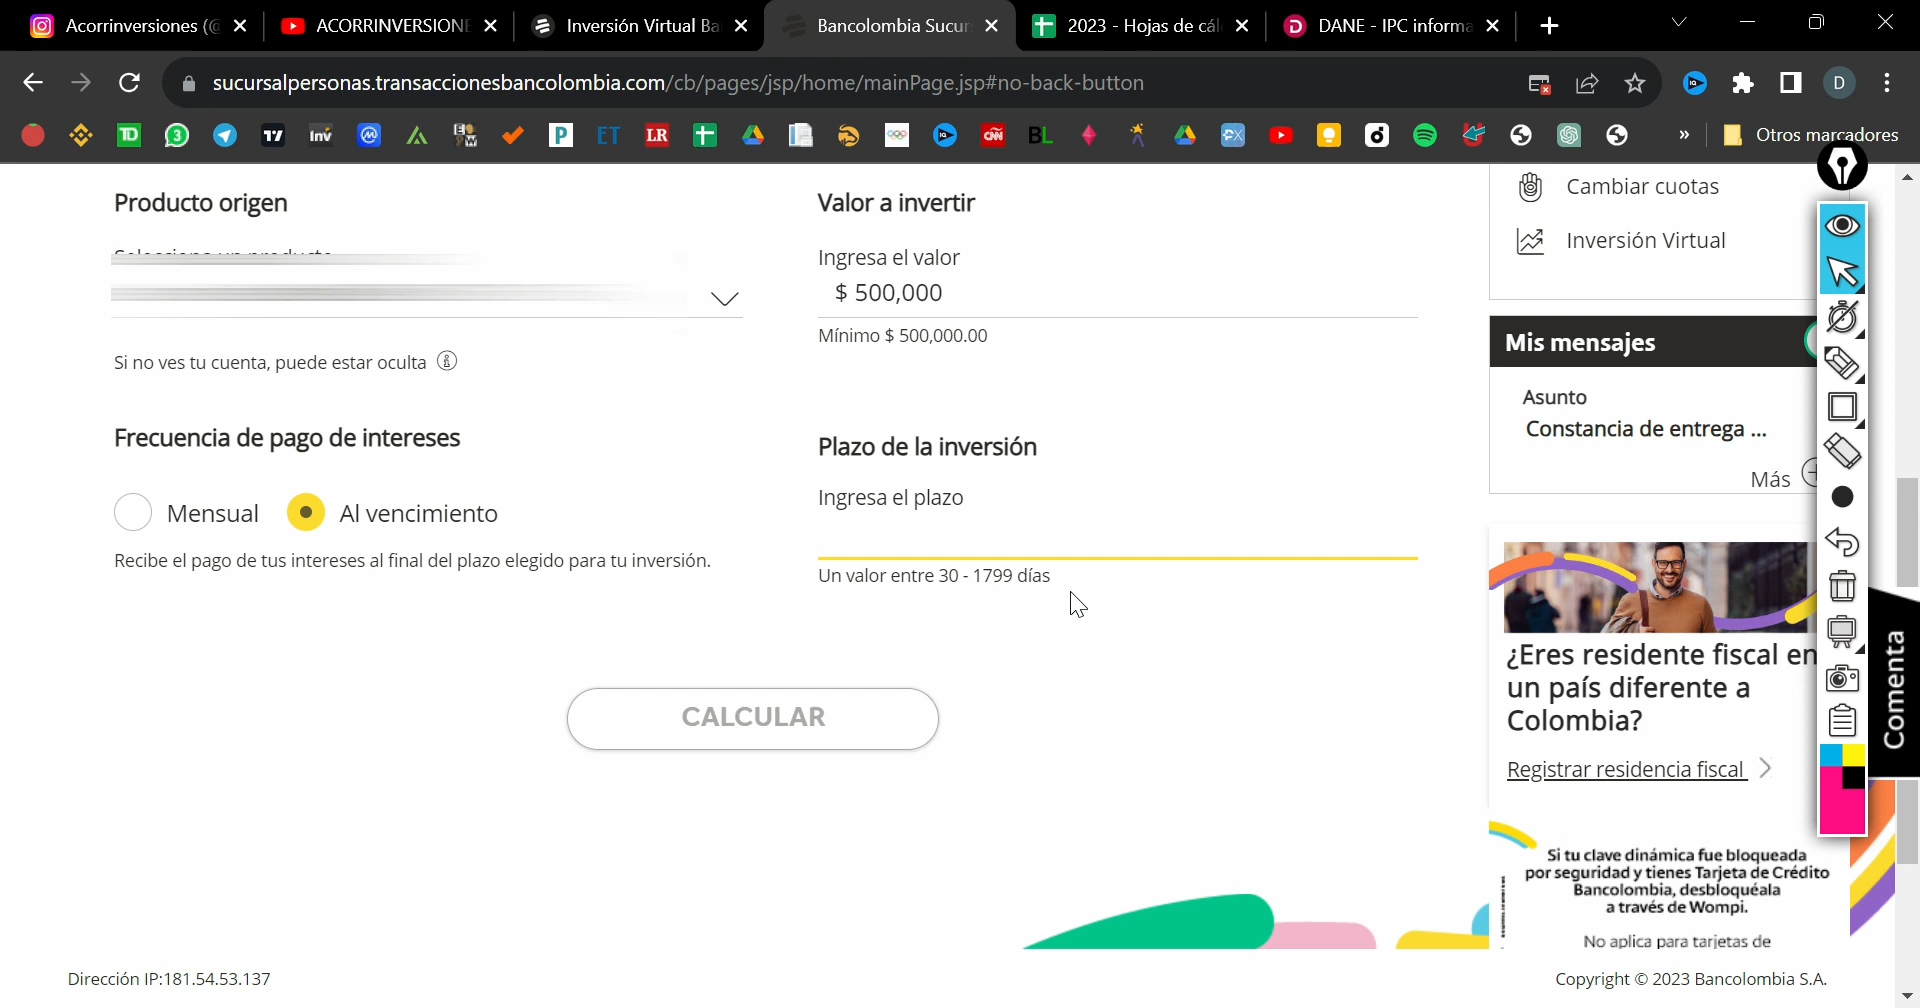 Acorrinversiones (@
ACORRINVERSIONE
Inversión Virtual Ba
Bancolombia Sucur
2023 - Hojas de cál
DANE - IPC informa
sucursalpersonas.transaccionesbancolombia.com/cb/pages/jsp/home/mainPage.jsp#no-back-button
D
Otros marcadores
Producto origen
Selecciona un producto
Si no ves tu cuenta, puede estar oculta
Valor a invertir
Ingresa el valor
$ 500,000
Mínimo $ 500,000.00
Frecuencia de pago de intereses
Mensual
Al vencimiento
Recibe el pago de tus intereses al final del plazo elegido para tu inversión.
Plazo de la inversión
Ingresa el plazo
Un valor entre 30 - 1799 días
CALCULAR
Cambiar cuotas
Inversión Virtual
Mis mensajes
Asunto
Constancia de entrega ...
Más
¿Eres residente fiscal en
un país diferente a
Colombia?
Registrar residencia fiscal
Comenta
Si tu clave dinámica fue bloqueada
por seguridad y tienes Tarjeta de Crédito
Bancolombia, desbloquéala
a través de Wompi.
No aplica para tarjetas de
Dirección IP:181.54.53.137
Copyright © 2023 Bancolombia S.A.